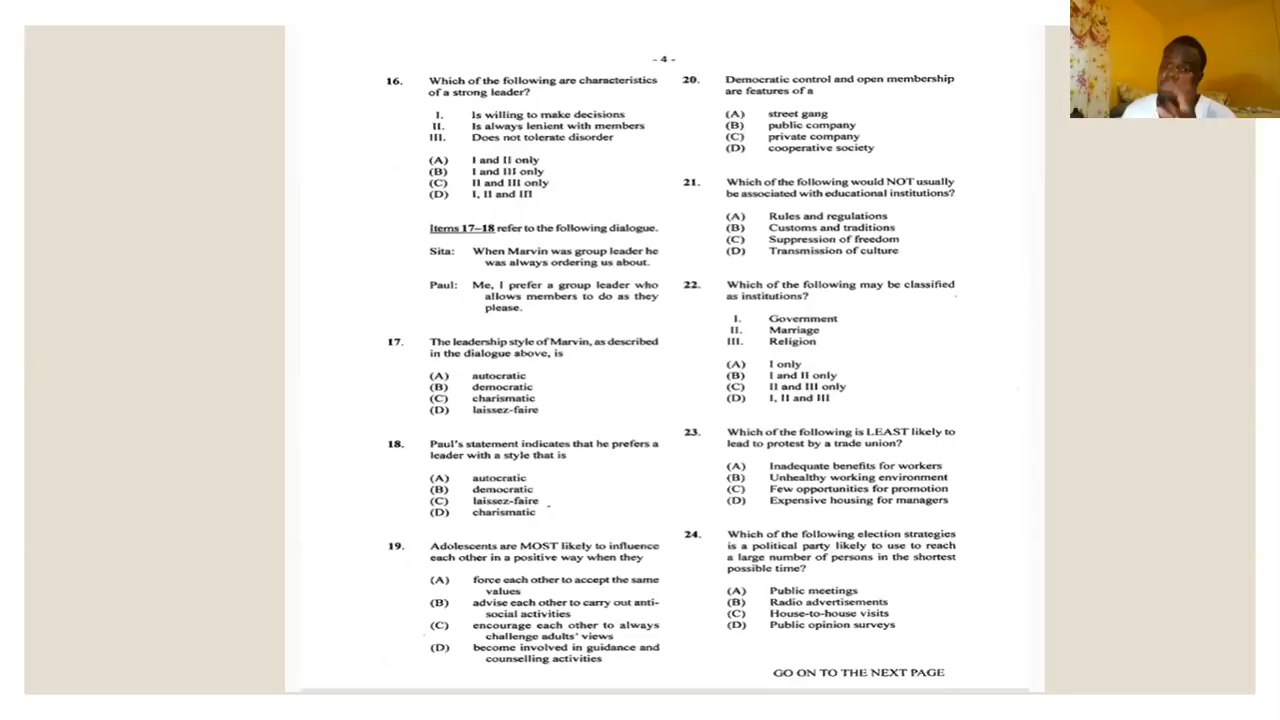 - 4 -
16. Which of the following are characteristics
of a strong leader?
I. Is willing to make decisions
II. Is always lenient with members
III. Does not tolerate disorder
(A) I and II only
(B) I and III only
(C) II and III only
(D) I, II and III
Items 17–18 refer to the following dialogue.
Sita: When Marvin was group leader he
was always ordering us about.
Paul: Me, I prefer a group leader who
allows members to do as they
please.
17. The leadership style of Marvin, as described
in the dialogue above, is
(A) autocratic
(B) democratic
(C) charismatic
(D) laissez-faire
18. Paul's statement indicates that he prefers a
leader with a style that is
(A) autocratic
(B) democratic
(C) laissez-faire
(D) charismatic
19. Adolescents are MOST likely to influence
each other in a positive way when they
(A) force each other to accept the same
values
(B) advise each other to carry out anti-
social activities
(C) encourage each other to always
challenge adults' views
(D) become involved in guidance and
counselling activities
20. Democratic control and open membership
are features of a
(A) street gang
(B) public company
(C) private company
(D) cooperative society
21. Which of the following would NOT usually
be associated with educational institutions?
(A) Rules and regulations
(B) Customs and traditions
(C) Suppression of freedom
(D) Transmission of culture
22. Which of the following may be classified
as institutions?
I. Government
II. Marriage
III. Religion
(A) I only
(B) I and II only
(C) II and III only
(D) I, II and III
23. Which of the following is LEAST likely to
lead to protest by a trade union?
(A) Inadequate benefits for workers
(B) Unhealthy working environment
(C) Few opportunities for promotion
(D) Expensive housing for managers
24. Which of the following election strategies
is a political party likely to use to reach
a large number of persons in the shortest
possible time?
(A) Public meetings
(B) Radio advertisements
(C) House-to-house visits
(D) Public opinion surveys
GO ON TO THE NEXT PAGE